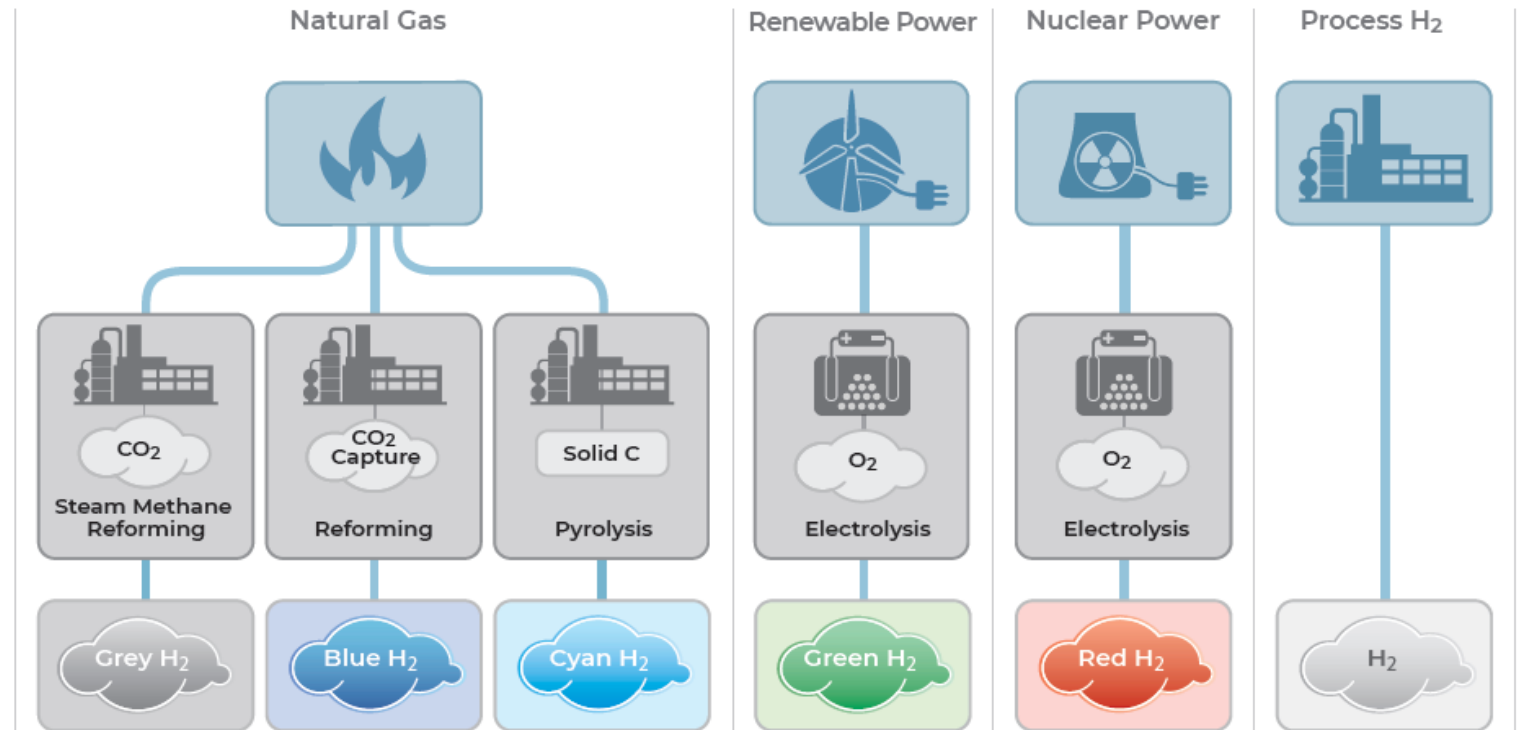 Natural Gas
Renewable Power
Nuclear Power
Process H₂
CO₂
Steam Methane
Reforming
CO₂
Capture
Reforming
Solid C
Pyrolysis
+ -
O₂
Electrolysis
+ -
O₂
Electrolysis
Grey H₂
Blue H₂
Cyan H₂
Green H₂
Red H₂
H₂